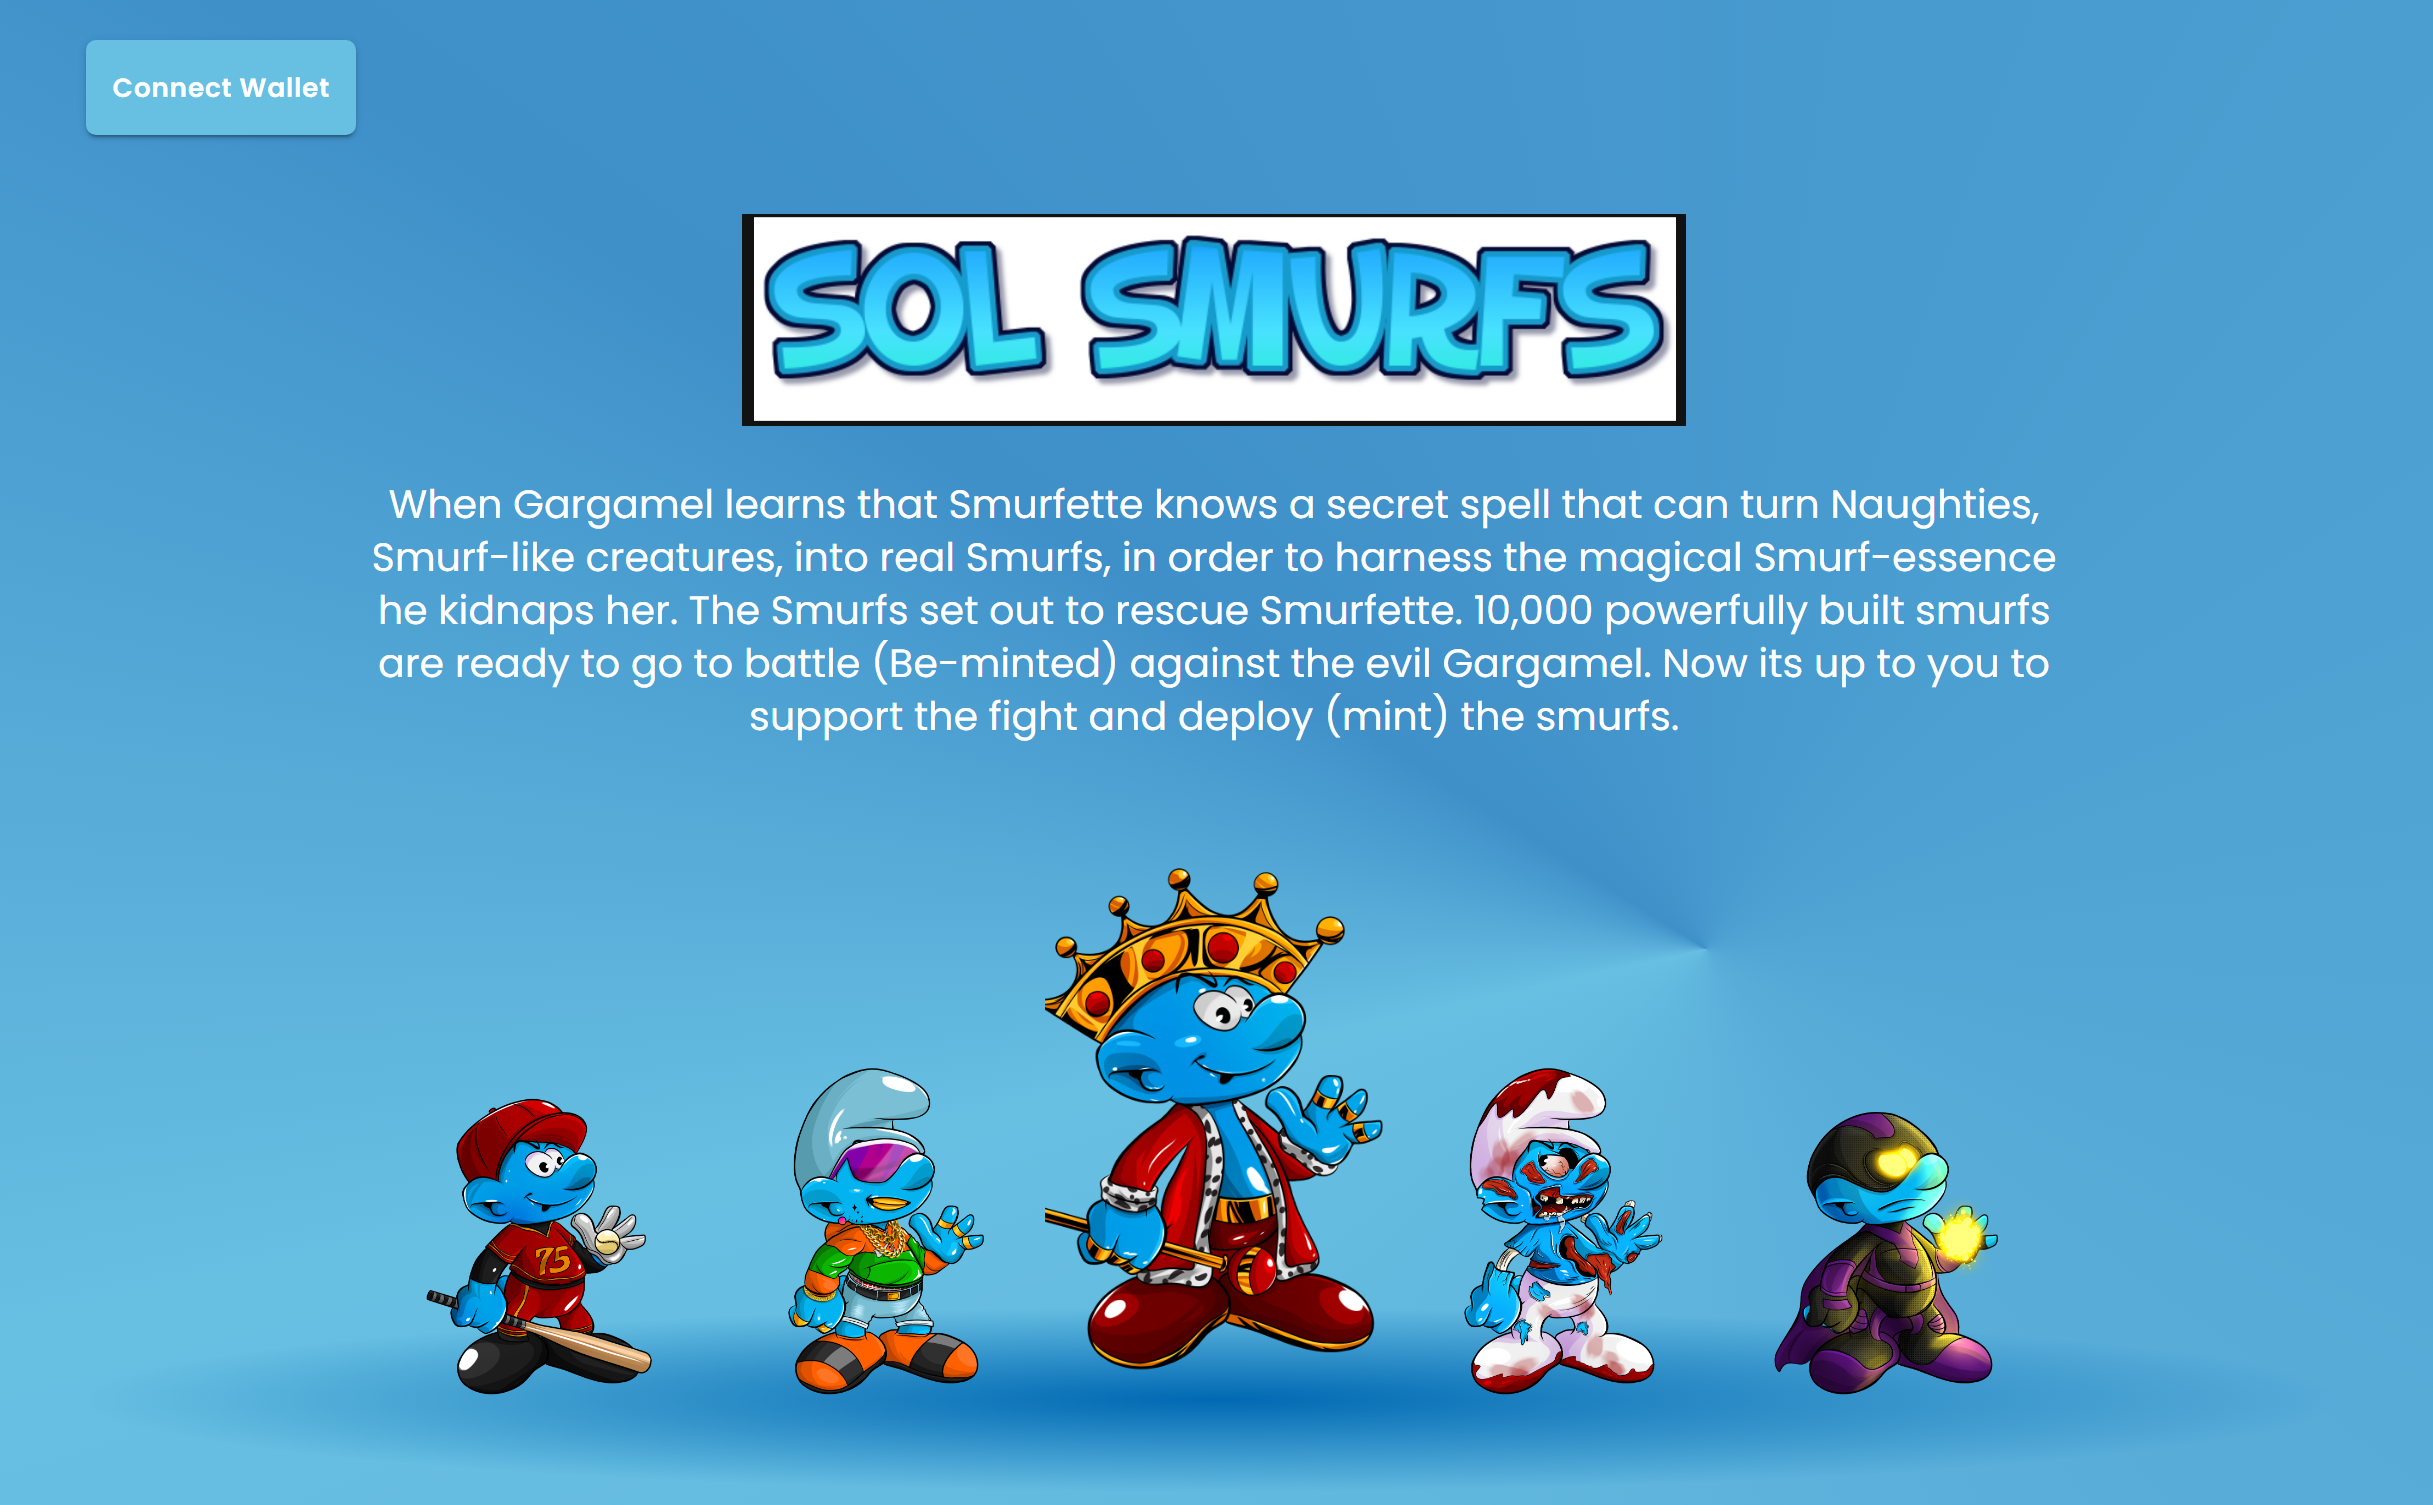 Connect Wallet
SOL SMURFS
When Gargamel learns that Smurfette knows a secret spell that can turn Naughties,
Smurf-like creatures, into real Smurfs, in order to harness the magical Smurf-essence
he kidnaps her. The Smurfs set out to rescue Smurfette. 10,000 powerfully built smurfs
are ready to go to battle (Be-minted) against the evil Gargamel. Now its up to you to
support the fight and deploy (mint) the smurfs.
75